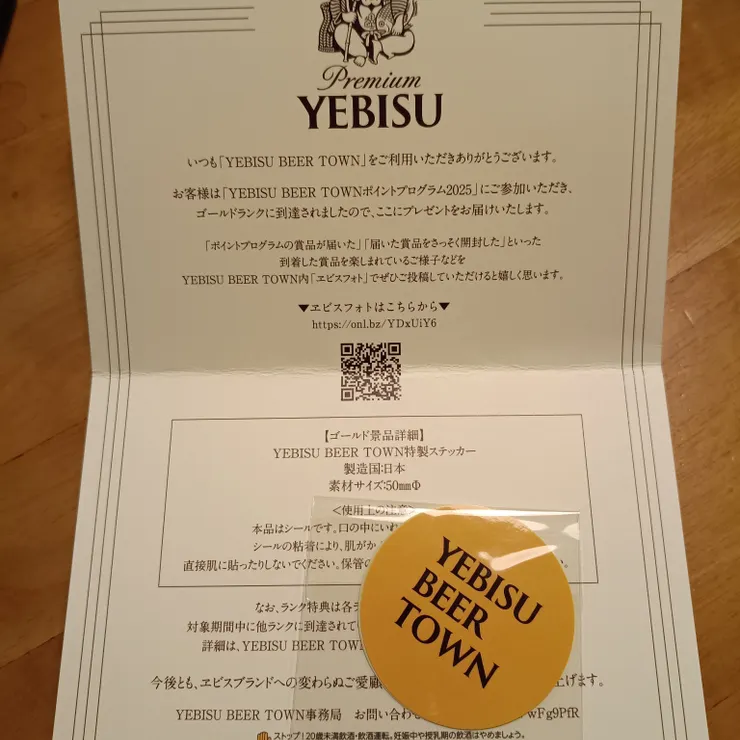 Premium
YEBISU
いつも「YEBISU BEER TOWN」をご利用いただきありがとうございます。
お客様は「YEBISU BEER TOWNポイントプログラム2025」にご参加いただき、
ゴールドランクに到達されましたので、ここにプレゼントをお届けいたします。
「ポイントプログラムの賞品が届いた」「届いた賞品をさっそく開封した」といった
到着した賞品を楽しまれているご様子などを
YEBISU BEER TOWN内「ヱビスフォト」でぜひご投稿していただけると嬉しく思います。
▼ヱビスフォトはこちらから▼
https://onl.bz/YDxUiY6
【ゴールド景品詳細】
YEBISU BEER TOWN特製ステッカー
製造国:日本
素材サイズ:50㎜Φ
<使用上の注意>
本品はシールです。口の中にいれ
シールの粘着により、肌がか
直接肌に貼ったりしないでください。保管の
なお、ランク特典は各ラ
対象期間中に他ランクに到達されて
詳細は、YEBISU BEER TOW
今後とも、ヱビスブランドへの変わらぬご愛顧
上げます。
YEBISU BEER TOWN事務局 お問い合わせ
wFg9PfR
ストップ!20歳未満飲酒・飲酒運転。妊娠中や授乳期の飲酒はやめましょう。
YEBISU
BEER
TOWN